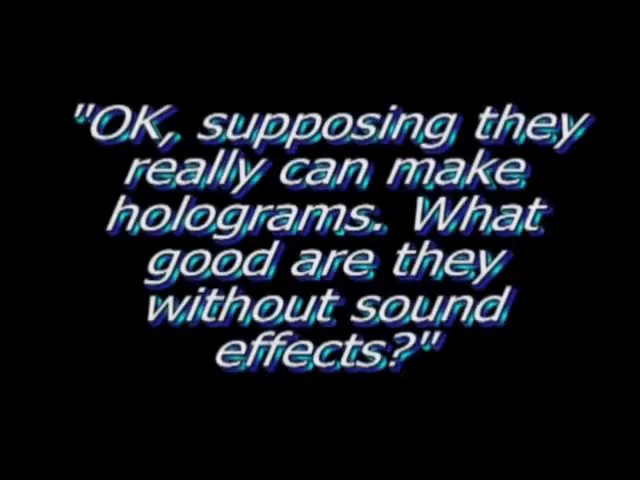 "OK, supposing they
really can make
holograms. What
good are they
without sound
effects?"